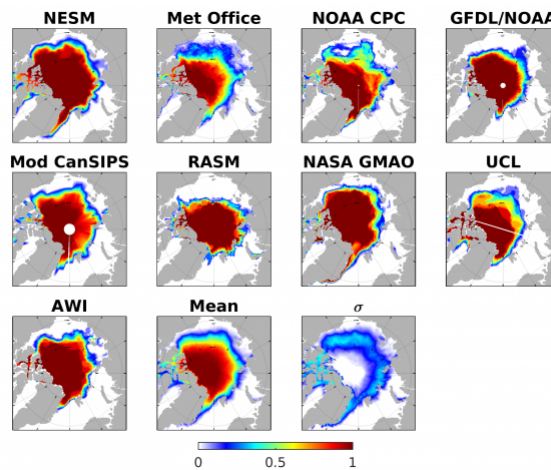 NESM Met Office NOAA CPC GFDL/NOAA
Mod CanSIPS RASM NASA GMAO UCL
AWI Mean σ
0 0.5 1